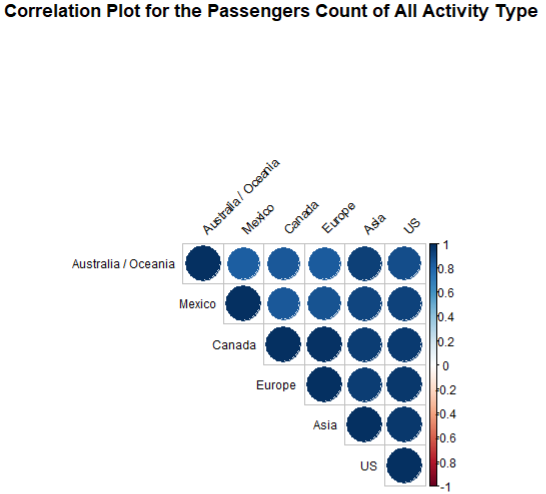 Correlation Plot for the Passengers Count of All Activity Type
Australia / Oceania
Mexico
Canada
Europe
Asia
US
Australia / Oceania
Mexico
Canada
Europe
Asia
US
1
0.8
0.6
0.4
0.2
0
-0.2
-0.4
-0.6
-0.8
-1